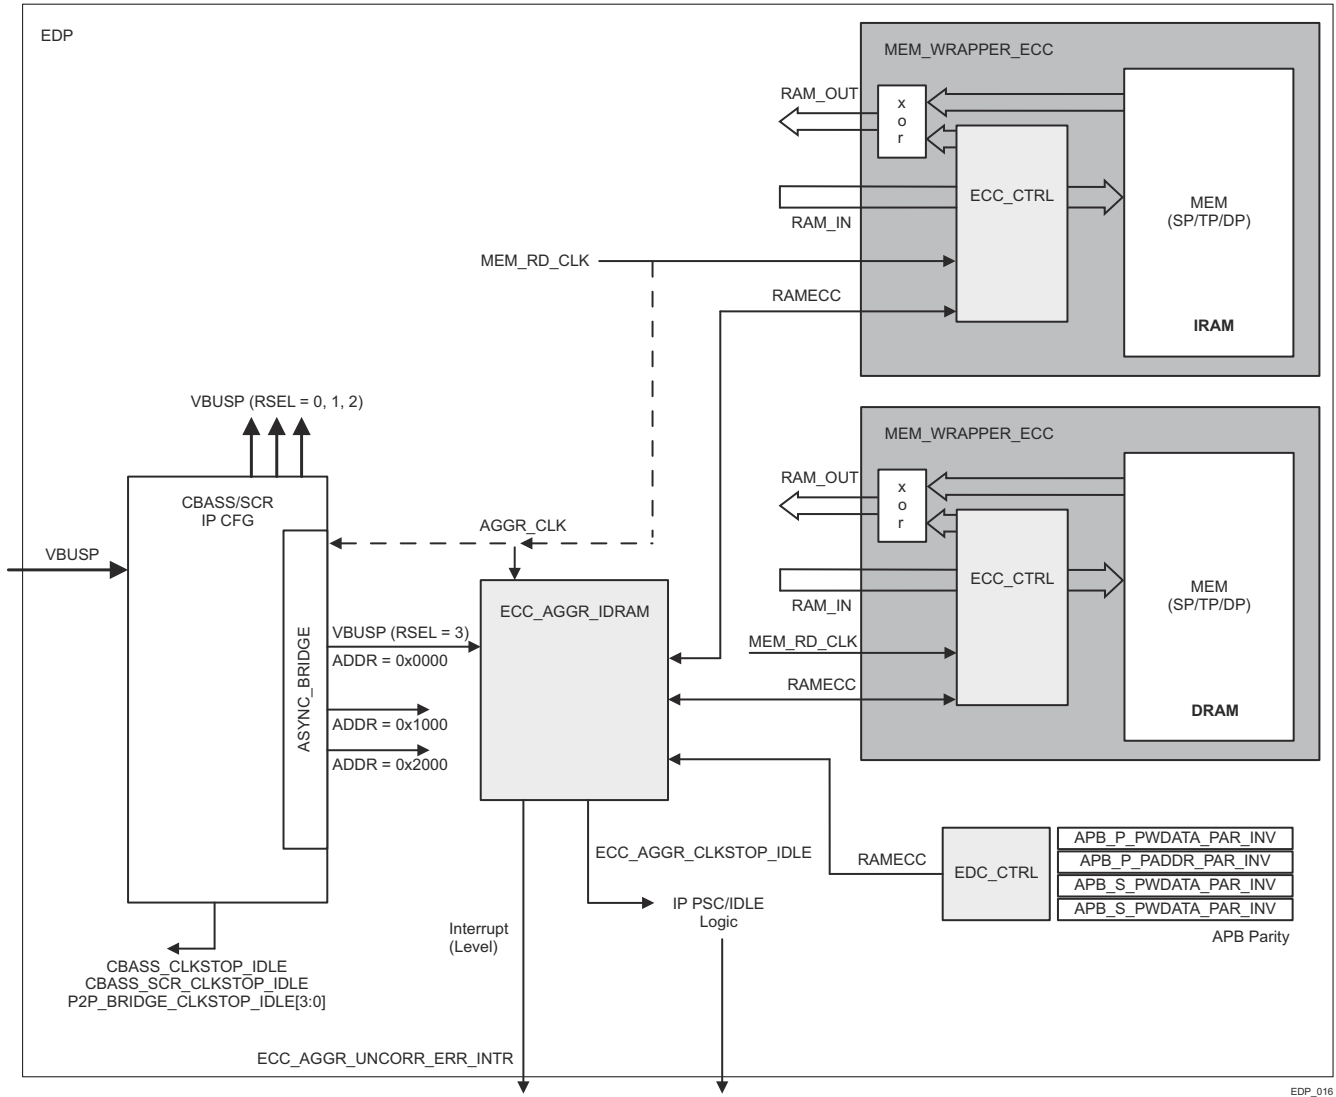 EDP
MEM_WRAPPER_ECC
RAM_OUT
x
o
r
ECC_CTRL
MEM
(SP/TP/DP)
RAM_IN
MEM_RD_CLK
RAMECC
IRAM
VBUSP (RSEL = 0, 1, 2)
MEM_WRAPPER_ECC
RAM_OUT
x
o
r
ECC_CTRL
MEM
(SP/TP/DP)
RAM_IN
MEM_RD_CLK
RAMECC
DRAM
CBASS/SCR
IP CFG
VBUSP
AGGR_CLK
ECC_AGGR_IDRAM
ASYNC_BRIDGE
VBUSP (RSEL = 3)
ADDR = 0x0000
ADDR = 0x1000
ADDR = 0x2000
ECC_AGGR_CLKSTOP_IDLE
RAMECC
EDC_CTRL
APB_P_PWDATA_PAR_INV
APB_P_PADDR_PAR_INV
APB_S_PWDATA_PAR_INV
APB_S_PWDATA_PAR_INV
APB Parity
IP PSC/IDLE
Logic
Interrupt
(Level)
CBASS_CLKSTOP_IDLE
CBASS_SCR_CLKSTOP_IDLE
P2P_BRIDGE_CLKSTOP_IDLE[3:0]
ECC_AGGR_UNCORR_ERR_INTR
EDP_016